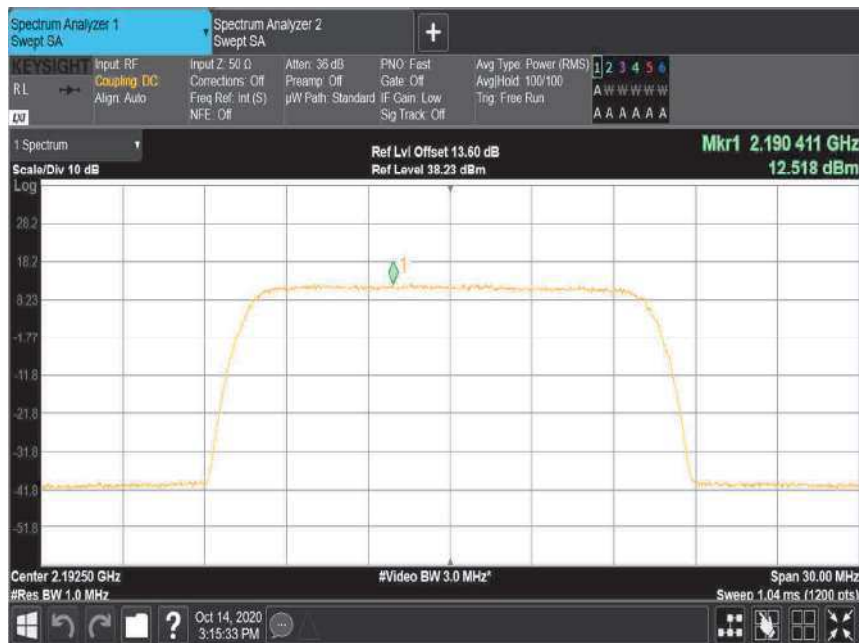 Spectrum Analyzer 1
Swept SA
Spectrum Analyzer 2
Swept SA
+
KEYSIGHT
RL
LXI
Input: RF
Coupling: DC
Align: Auto
Input Z: 50 Ω
Corrections: Off
Freq Ref: Int (S)
NFE: Off
Atten: 36 dB
Preamp: Off
µW Path: Standard
PNO: Fast
Gate: Off
IF Gain: Low
Sig Track: Off
Avg Type: Power (RMS)
Avg|Hold: 100/100
Trig: Free Run
1 2 3 4 5 6
A W W W W W
A A A A A A
1 Spectrum
Scale/Div 10 dB
Ref Lvl Offset 13.60 dB
Ref Level 38.23 dBm
Mkr1 2.190 411 GHz
12.518 dBm
Log
28.2
18.2
8.23
-1.77
-11.8
-21.8
-31.8
-41.8
-51.8
1
Center 2.19250 GHz
#Res BW 1.0 MHz
#Video BW 3.0 MHz*
Span 30.00 MHz
Sweep 1.04 ms (1200 pts)
?
Oct 14, 2020
3:15:33 PM